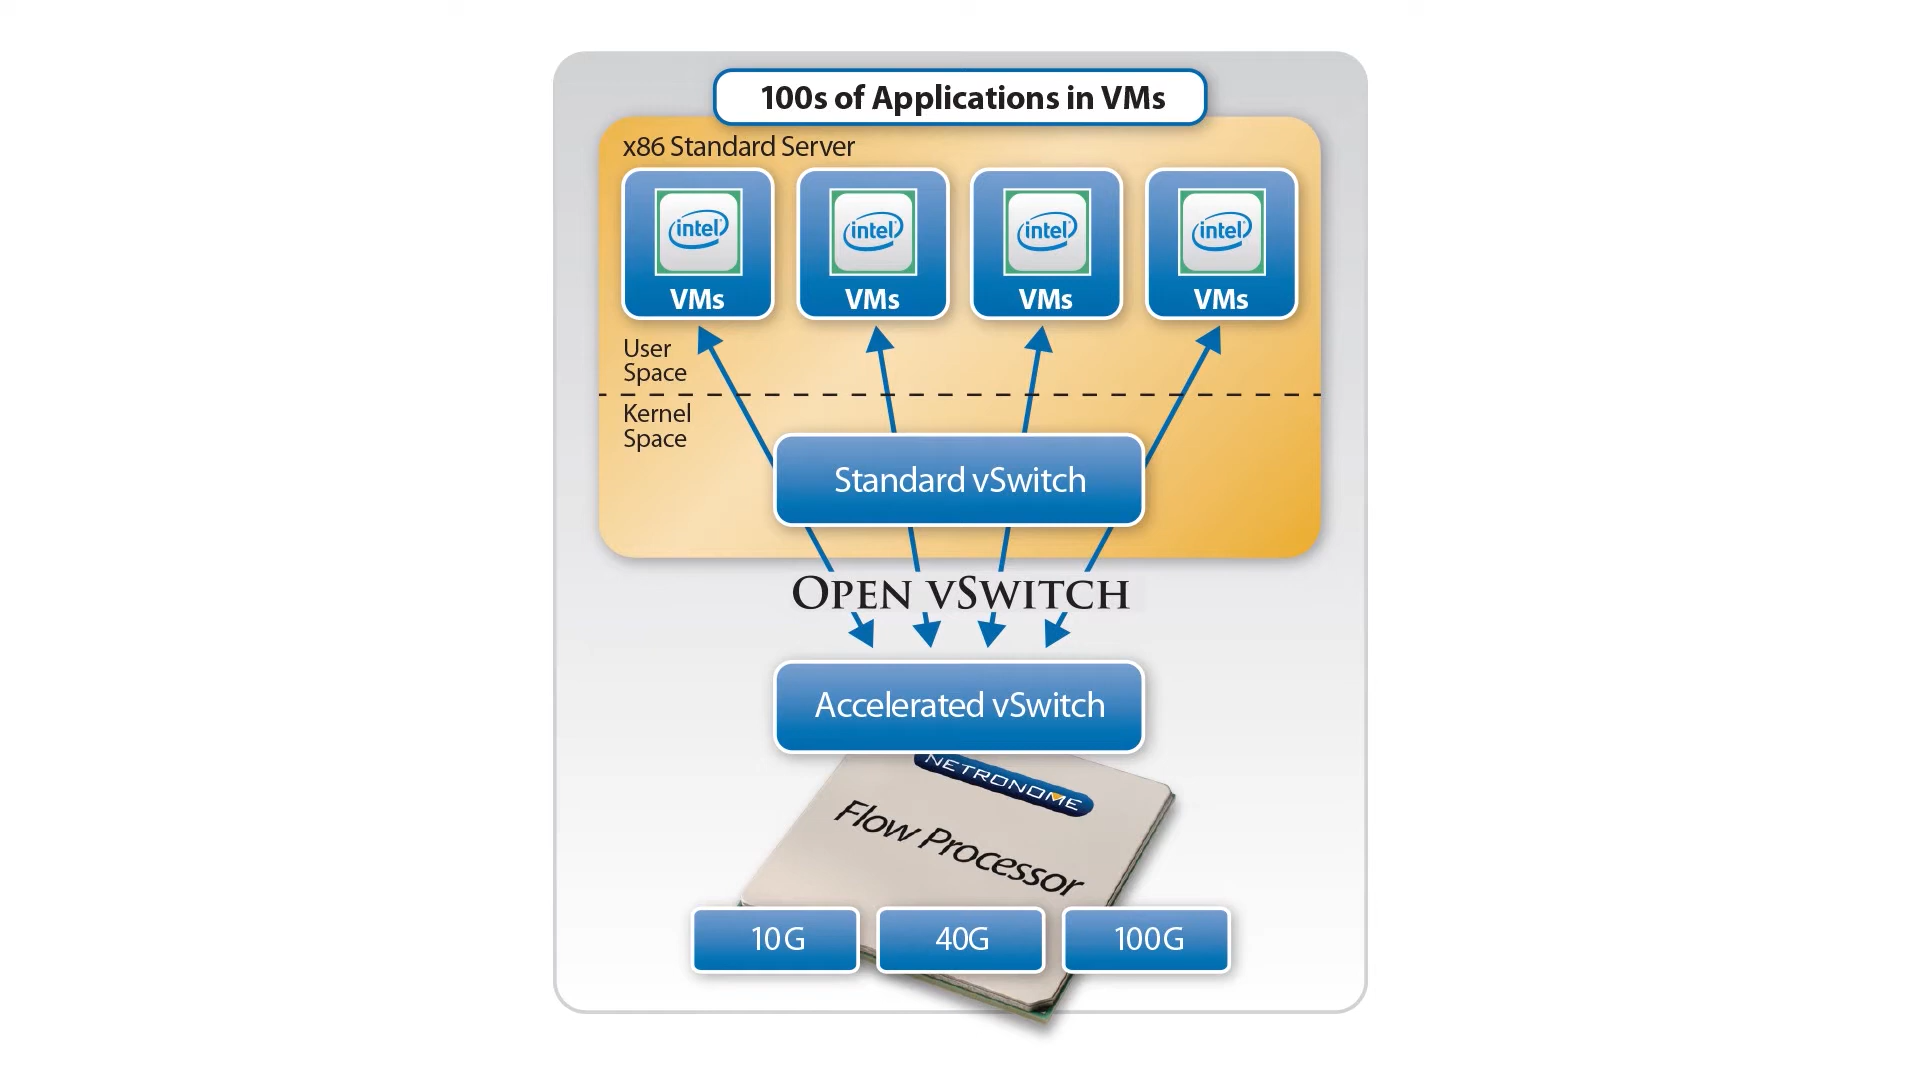 100s of Applications in VMs
x86 Standard Server
intel
intel
intel
intel
VMs
VMs
VMs
VMs
User
Space
Kernel
Space
Standard vSwitch
OPEN VSWITCH
Accelerated vSwitch
NETRONOME
Flow Processor
10G
40G
100G